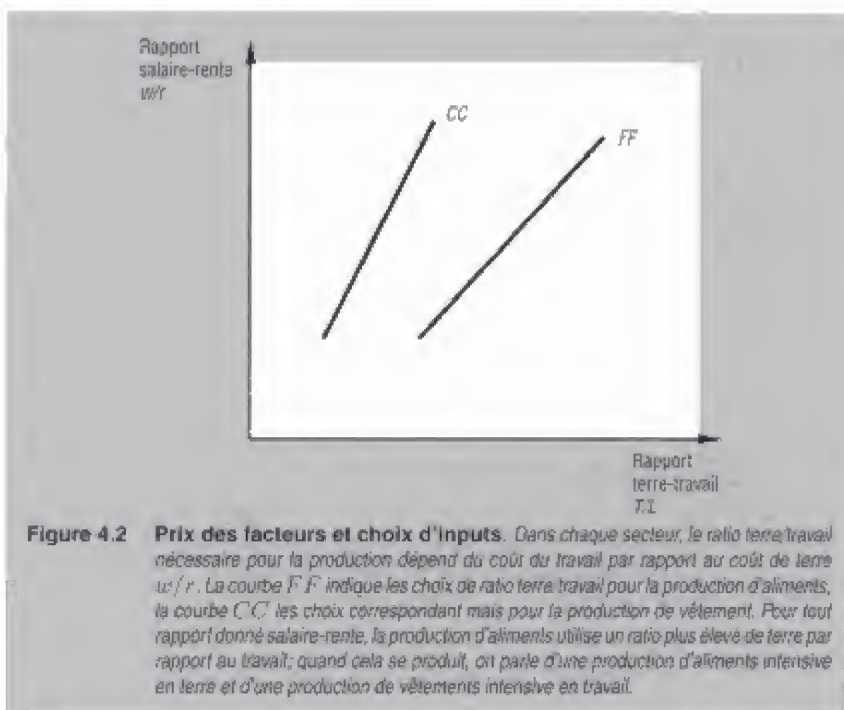 Rapport
salaire-rente
w/r
CC
FF
Rapport
terre-travail
Figure 4.2 Prix des facteurs et choix d'inputs. Dans chaque secteur, le ratio terre/travail
nécessaire pour la production dépend du coût du travail par rapport au coût de terre
w/r. La courbe FF indique les choix de ratio terre travail pour la production d'aliments,
la courbe CC les choix correspondant mais pour la production de vêtement. Pour tout
rapport donné salaire-rente, la production d'aliments utilise un ratio plus élevé de terre par
rapport au travail; quand cela se produit, on parle d'une production d'aliments intensive
en terre et d'une production de vêtements intensive en travail.